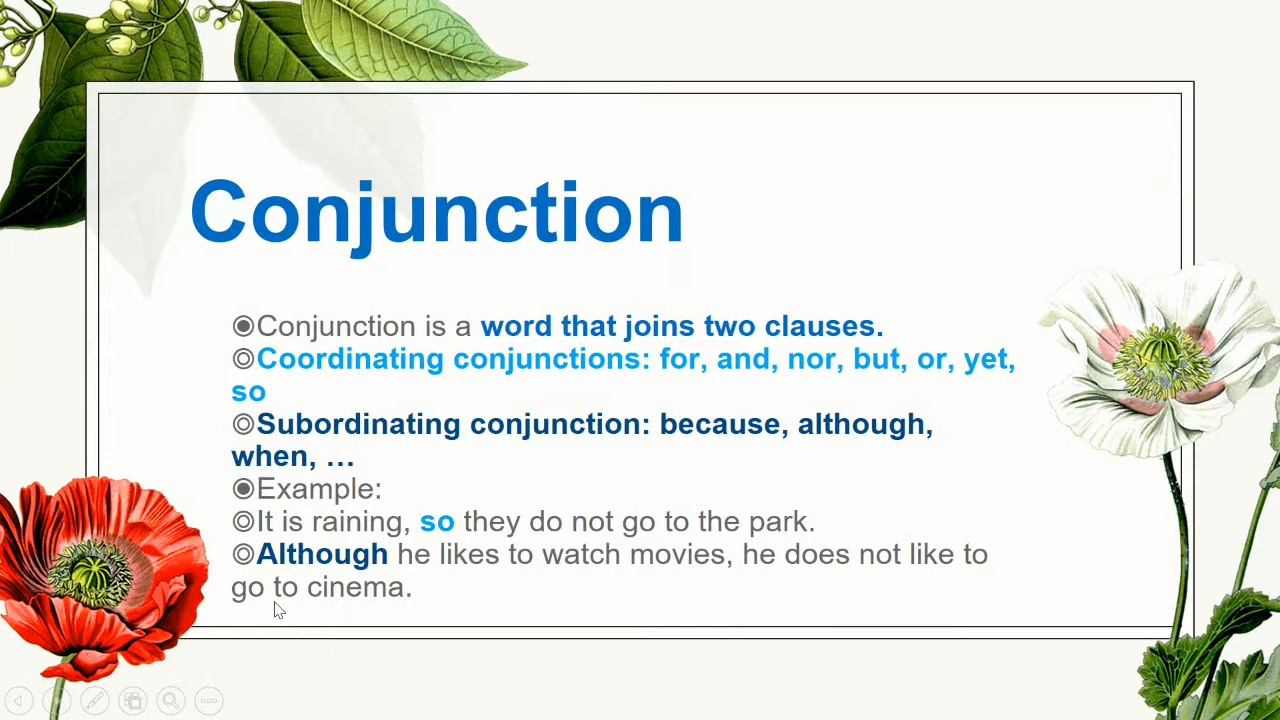 Conjunction
◉Conjunction is a word that joins two clauses.
◎Coordinating conjunctions: for, and, nor, but, or, yet,
so
◎Subordinating conjunction: because, although,
when, …
◉Example:
◎It is raining, so they do not go to the park.
◎Although he likes to watch movies, he does not like to
go to cinema.